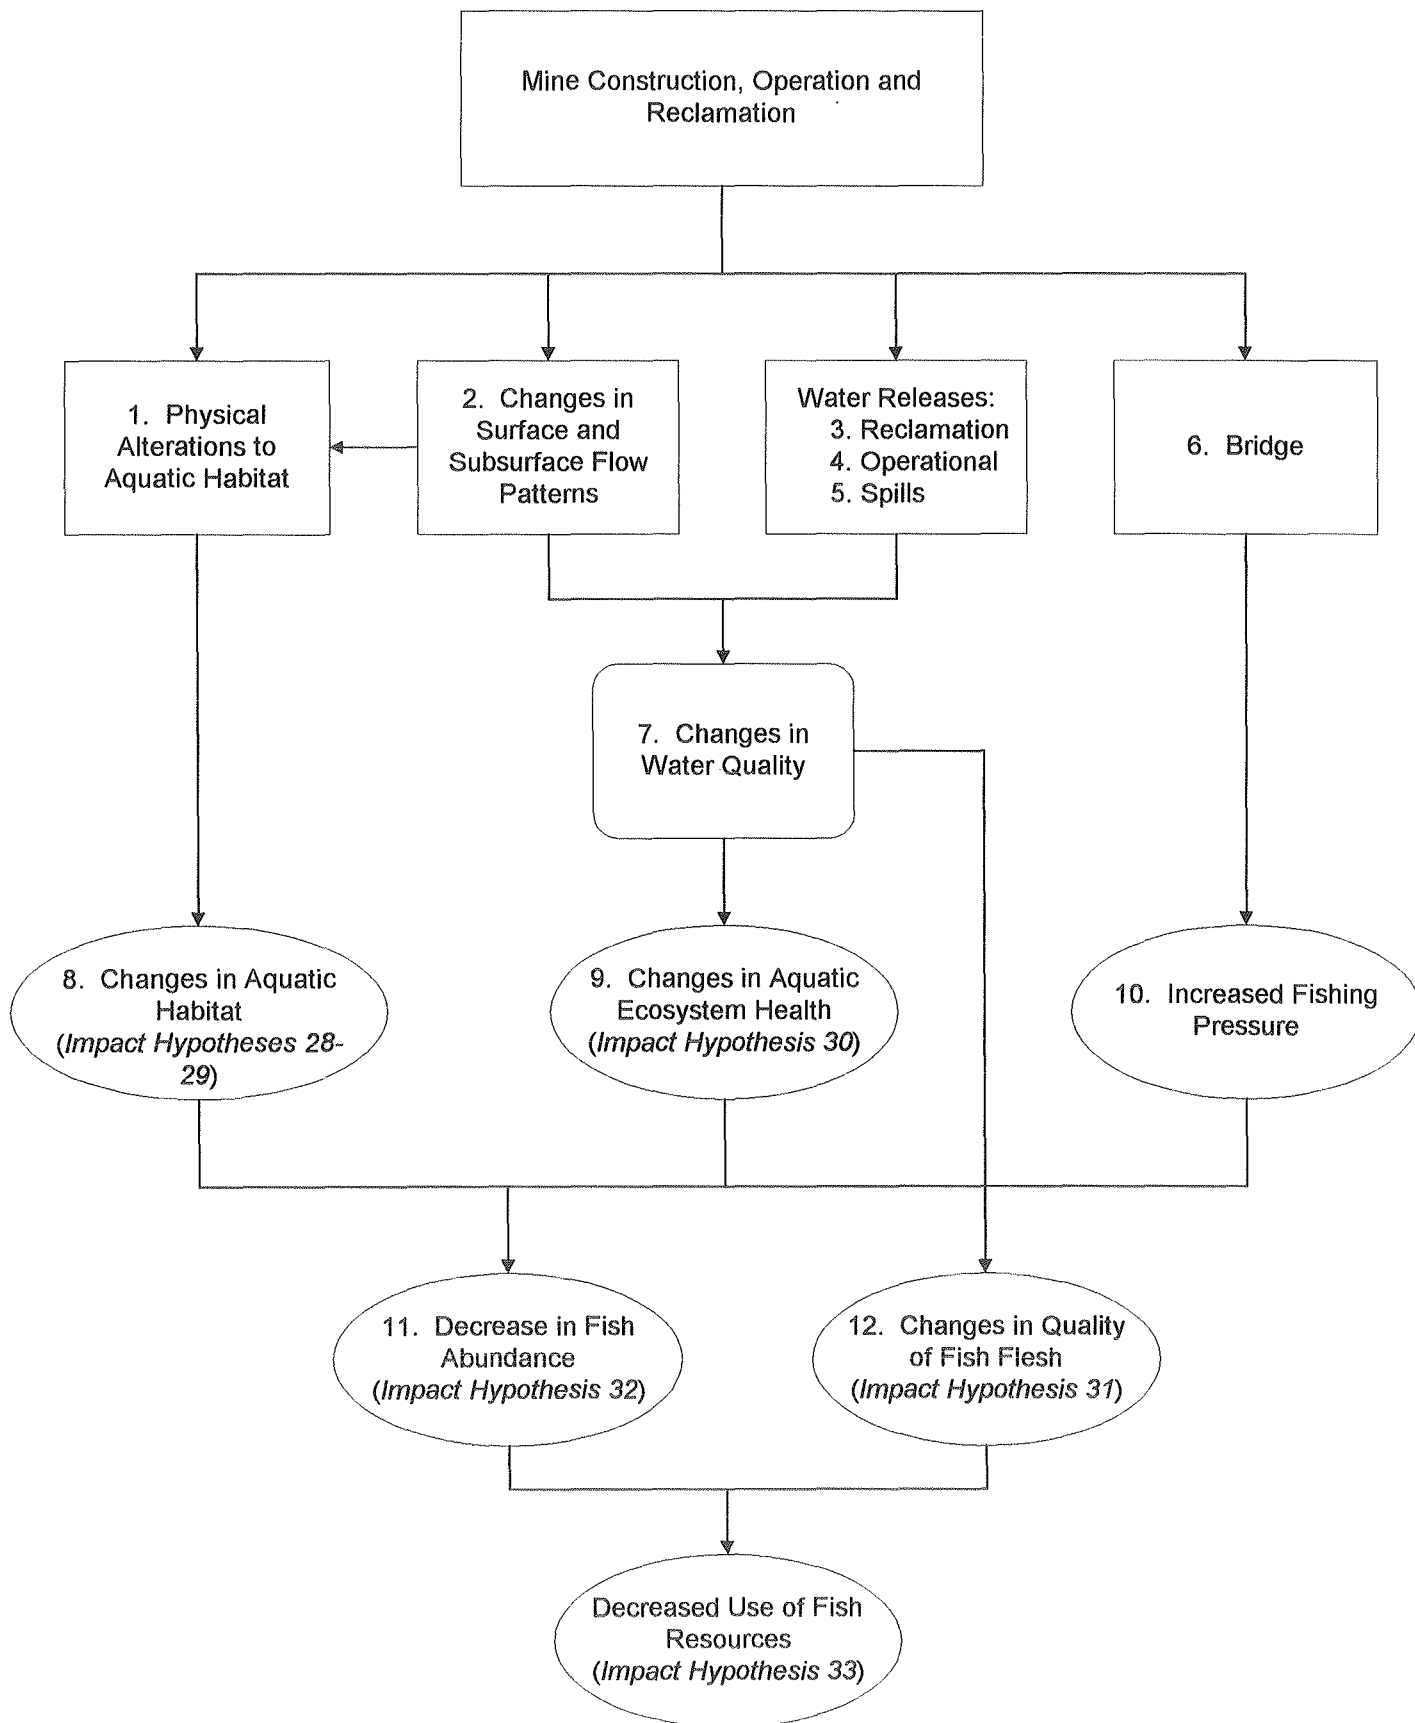 Mine Construction, Operation and
Reclamation
1. Physical
Alterations to
Aquatic Habitat
2. Changes in
Surface and
Subsurface Flow
Patterns
Water Releases:
3. Reclamation
4. Operational
5. Spills
6. Bridge
7. Changes in
Water Quality
8. Changes in Aquatic
Habitat
(Impact Hypotheses 28-
29)
9. Changes in Aquatic
Ecosystem Health
(Impact Hypothesis 30)
10. Increased Fishing
Pressure
11. Decrease in Fish
Abundance
(Impact Hypothesis 32)
12. Changes in Quality
of Fish Flesh
(Impact Hypothesis 31)
Decreased Use of Fish
Resources
(Impact Hypothesis 33)